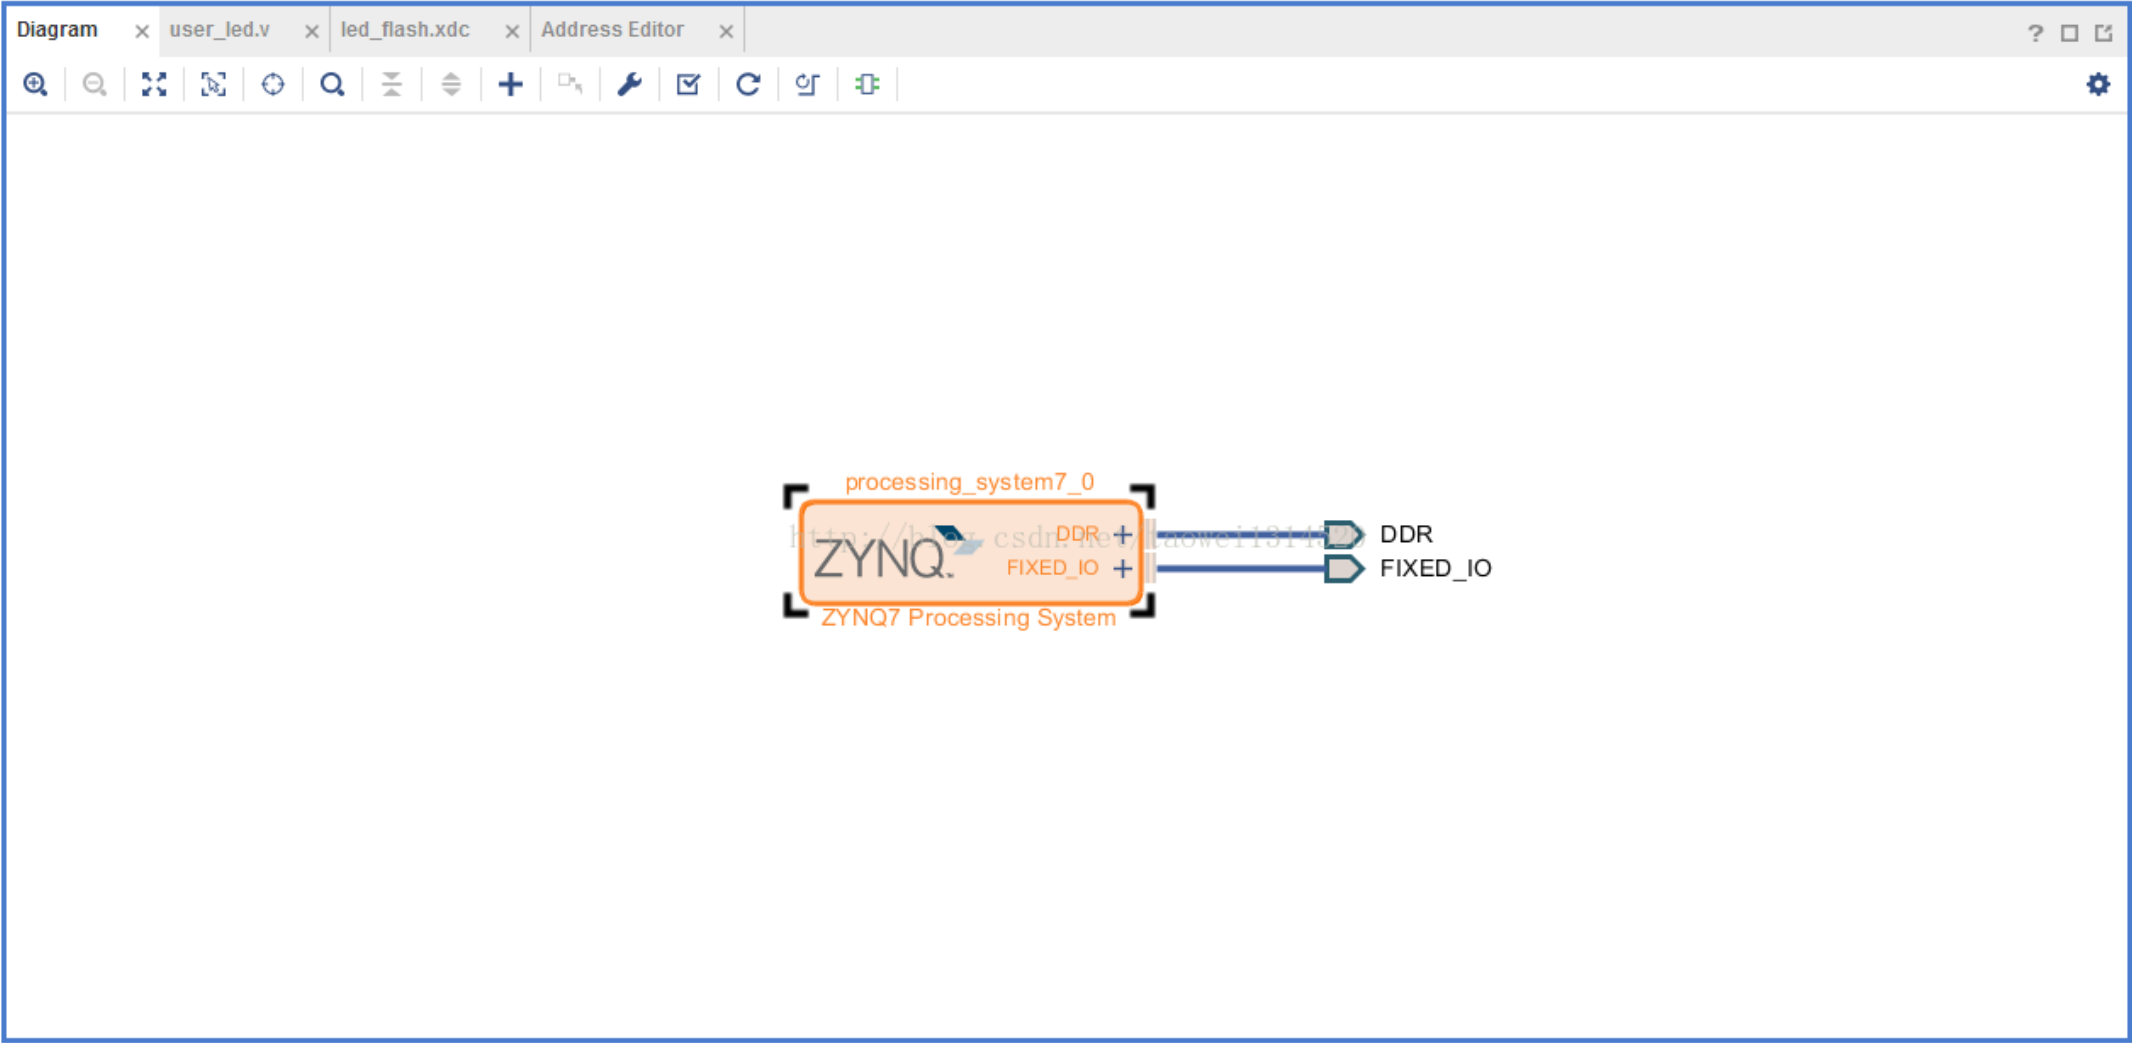 Diagram user_led.v led_flash.xdc Address Editor
processing_system7_0
ZYNQ
DDR
FIXED_IO
ZYNQ7 Processing System
DDR
FIXED_IO